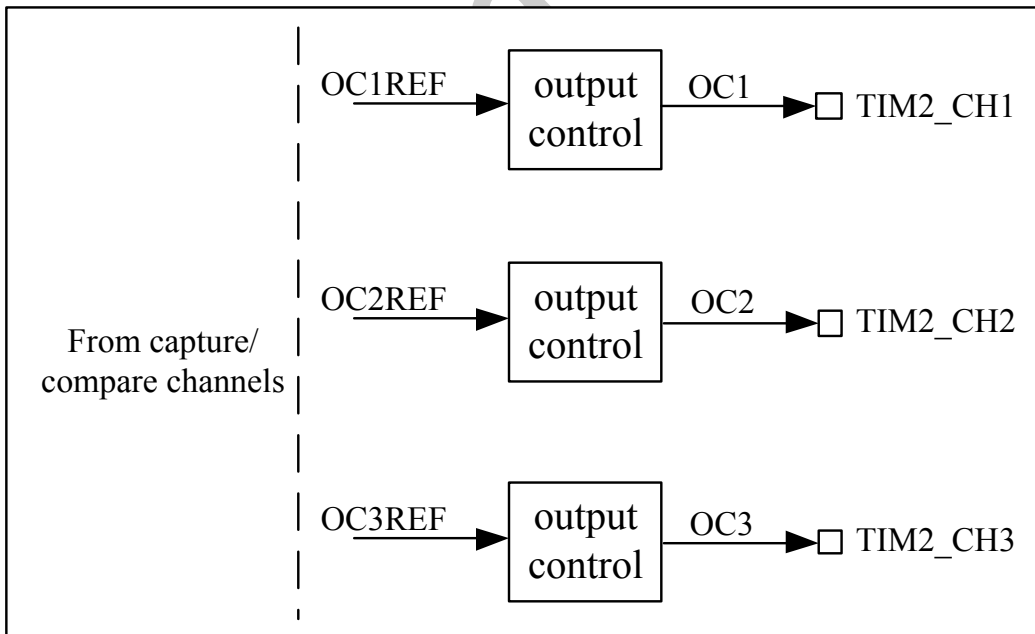 OC1REF
output
control
OC1
TIM2_CH1
OC2REF
output
control
OC2
TIM2_CH2
From capture/
compare channels
OC3REF
output
control
OC3
TIM2_CH3